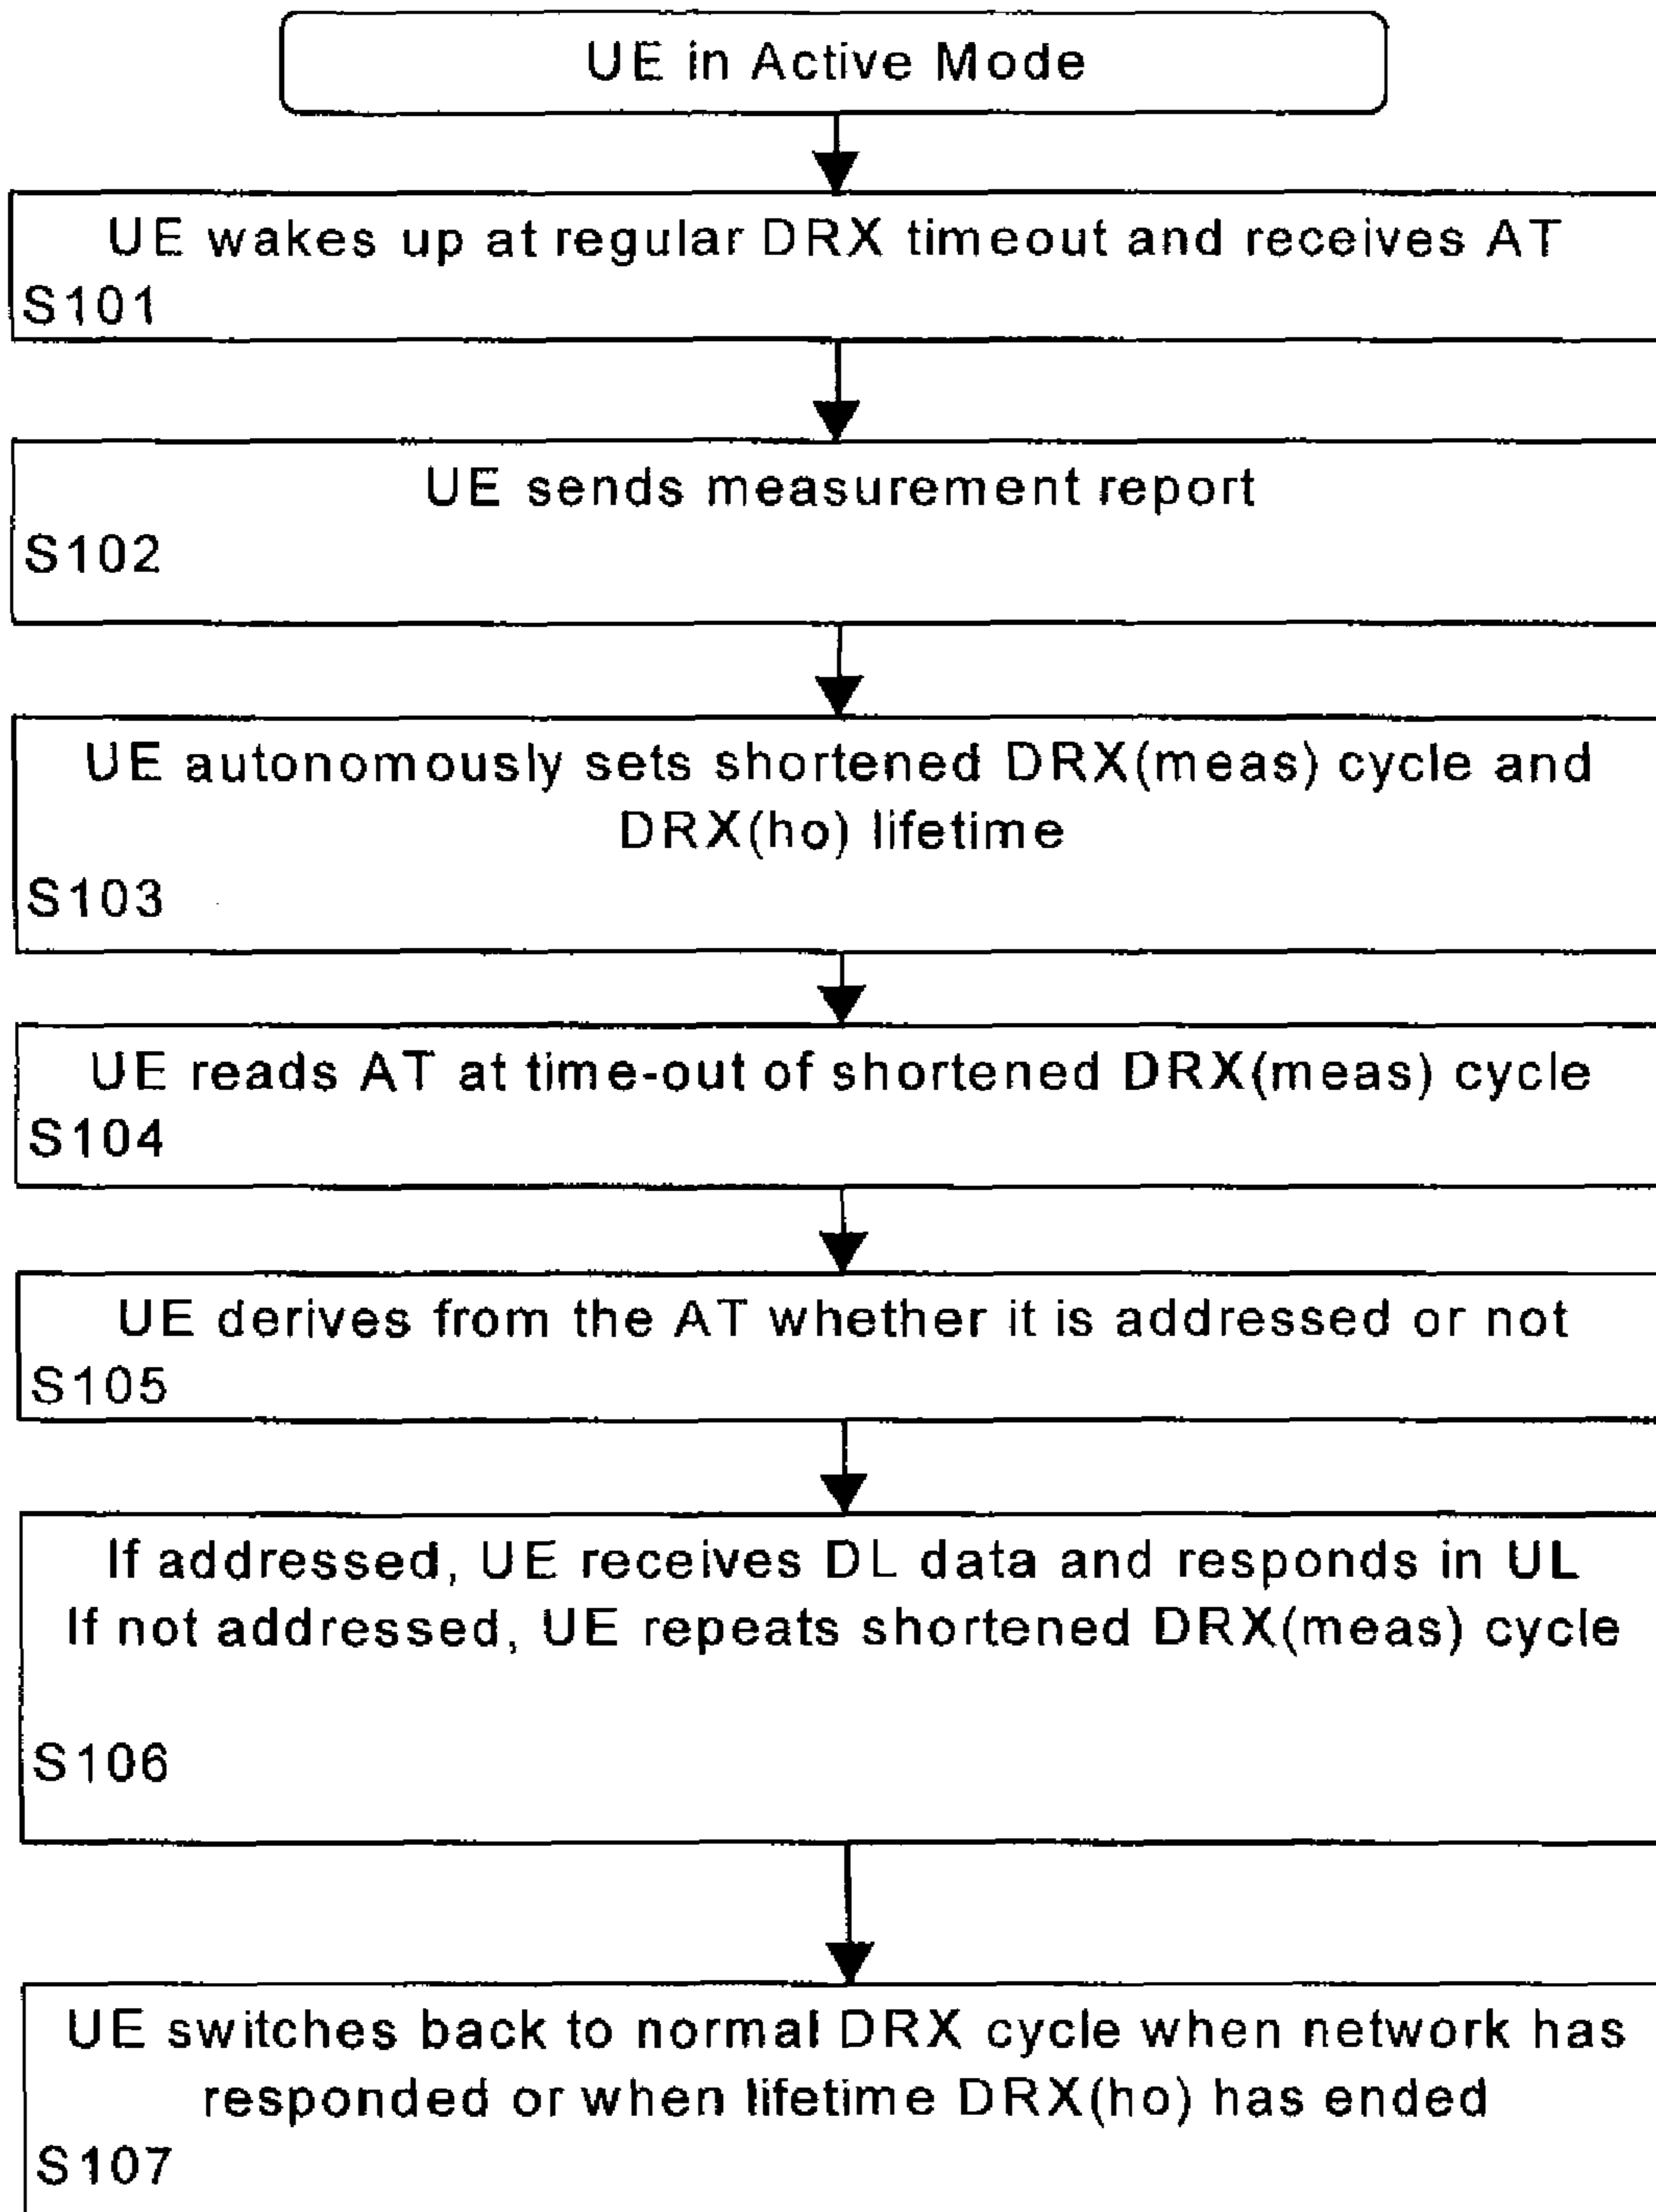 UE in Active Mode
UE wakes up at regular DRX timeout and receives AT
S101
UE sends measurement report
S102
UE autonomously sets shortened DRX(meas) cycle and
DRX(ho) lifetime
S103
UE reads AT at time-out of shortened DRX(meas) cycle
S104
UE derives from the AT whether it is addressed or not
S105
If addressed, UE receives DL data and responds in UL
If not addressed, UE repeats shortened DRX(meas) cycle
S106
UE switches back to normal DRX cycle when network has
responded or when lifetime DRX(ho) has ended
S107